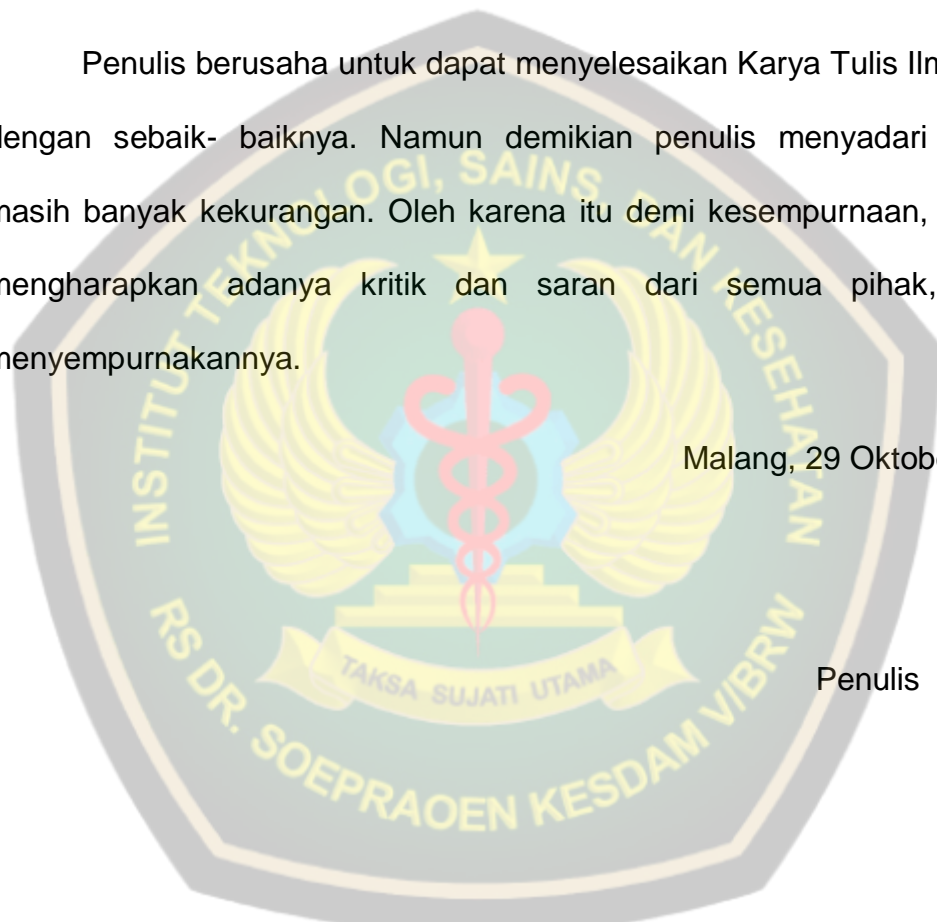 Penulis berusaha untuk dapat menyelesaikan Karya Tulis Iln
dengan sebaik- baiknya. Namun demikian penulis menyadari
masih banyak kekurangan. Oleh karena itu demi kesempurnaan,
mengharapkan adanya kritik dan saran dari semua pihak,
menyempurnakannya.
Malang, 29 Oktob
Penulis
INSTITUT TEKNOLOGI, SAINS, DAN KESEHATAN
TAKSA SUJATI UTAMA
RS DR. SOEPRAOEN KESDAM V/BRW